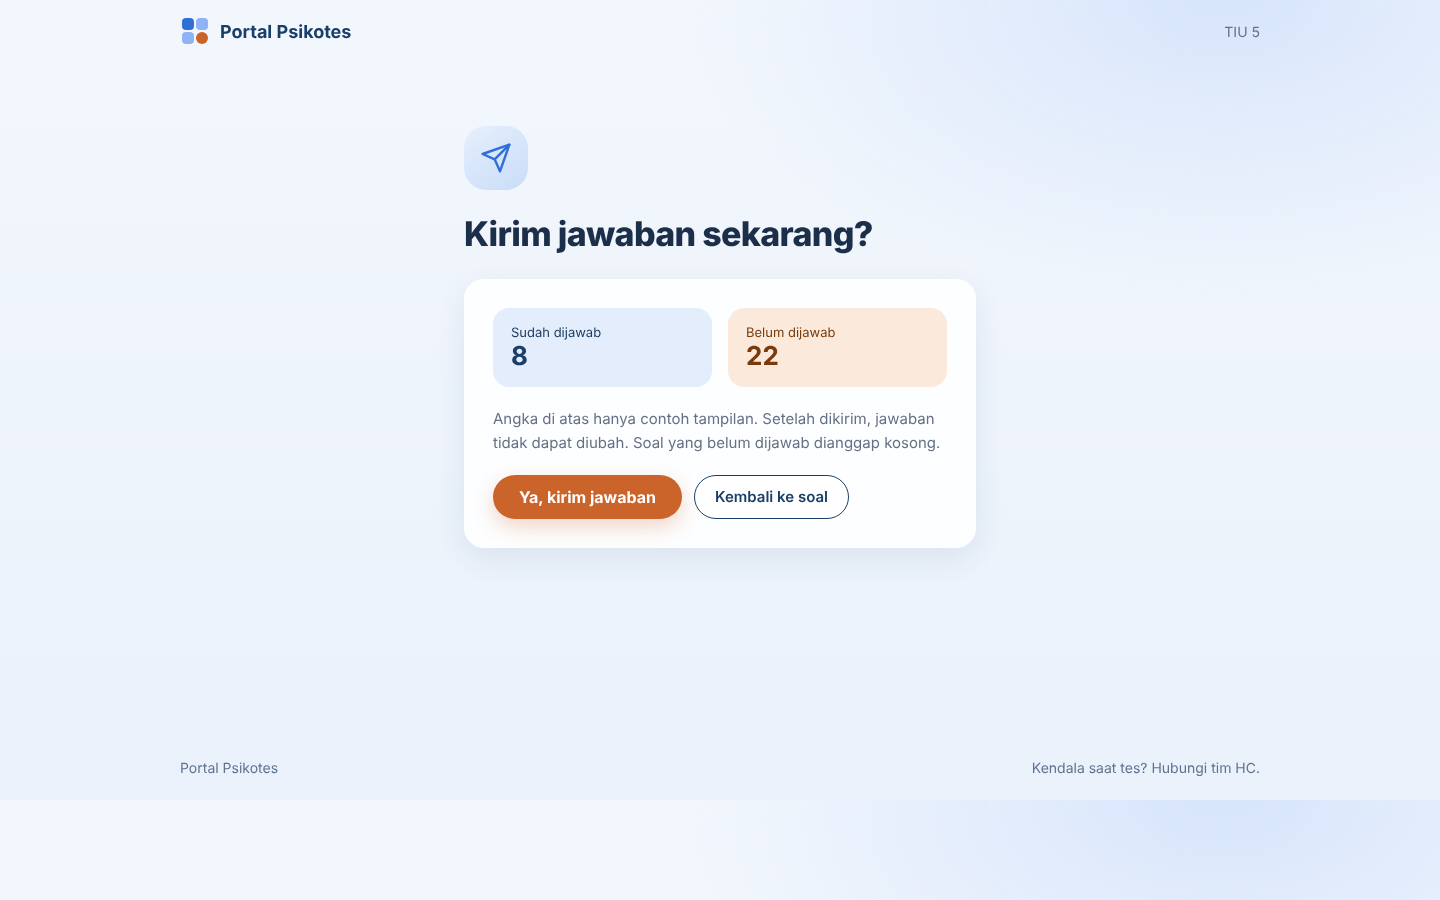 Portal Psikotes
TIU 5
Kirim jawaban sekarang?
Sudah dijawab
8
Belum dijawab
22
Angka di atas hanya contoh tampilan. Setelah dikirim, jawaban
tidak dapat diubah. Soal yang belum dijawab dianggap kosong.
Ya, kirim jawaban
Kembali ke soal
Portal Psikotes
Kendala saat tes? Hubungi tim HC.